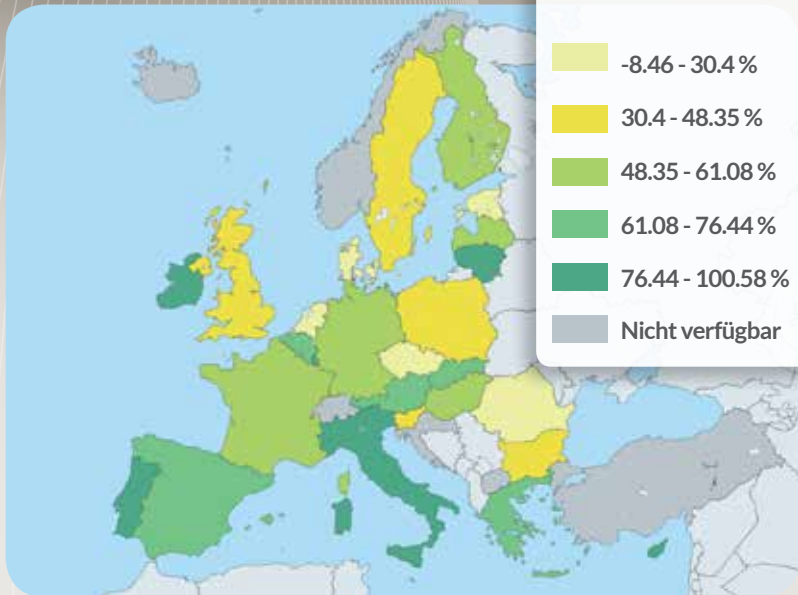 -8.46 - 30.4 %
30.4 - 48.35 %
48.35 - 61.08 %
61.08 - 76.44 %
76.44 - 100.58 %
Nicht verfügbar